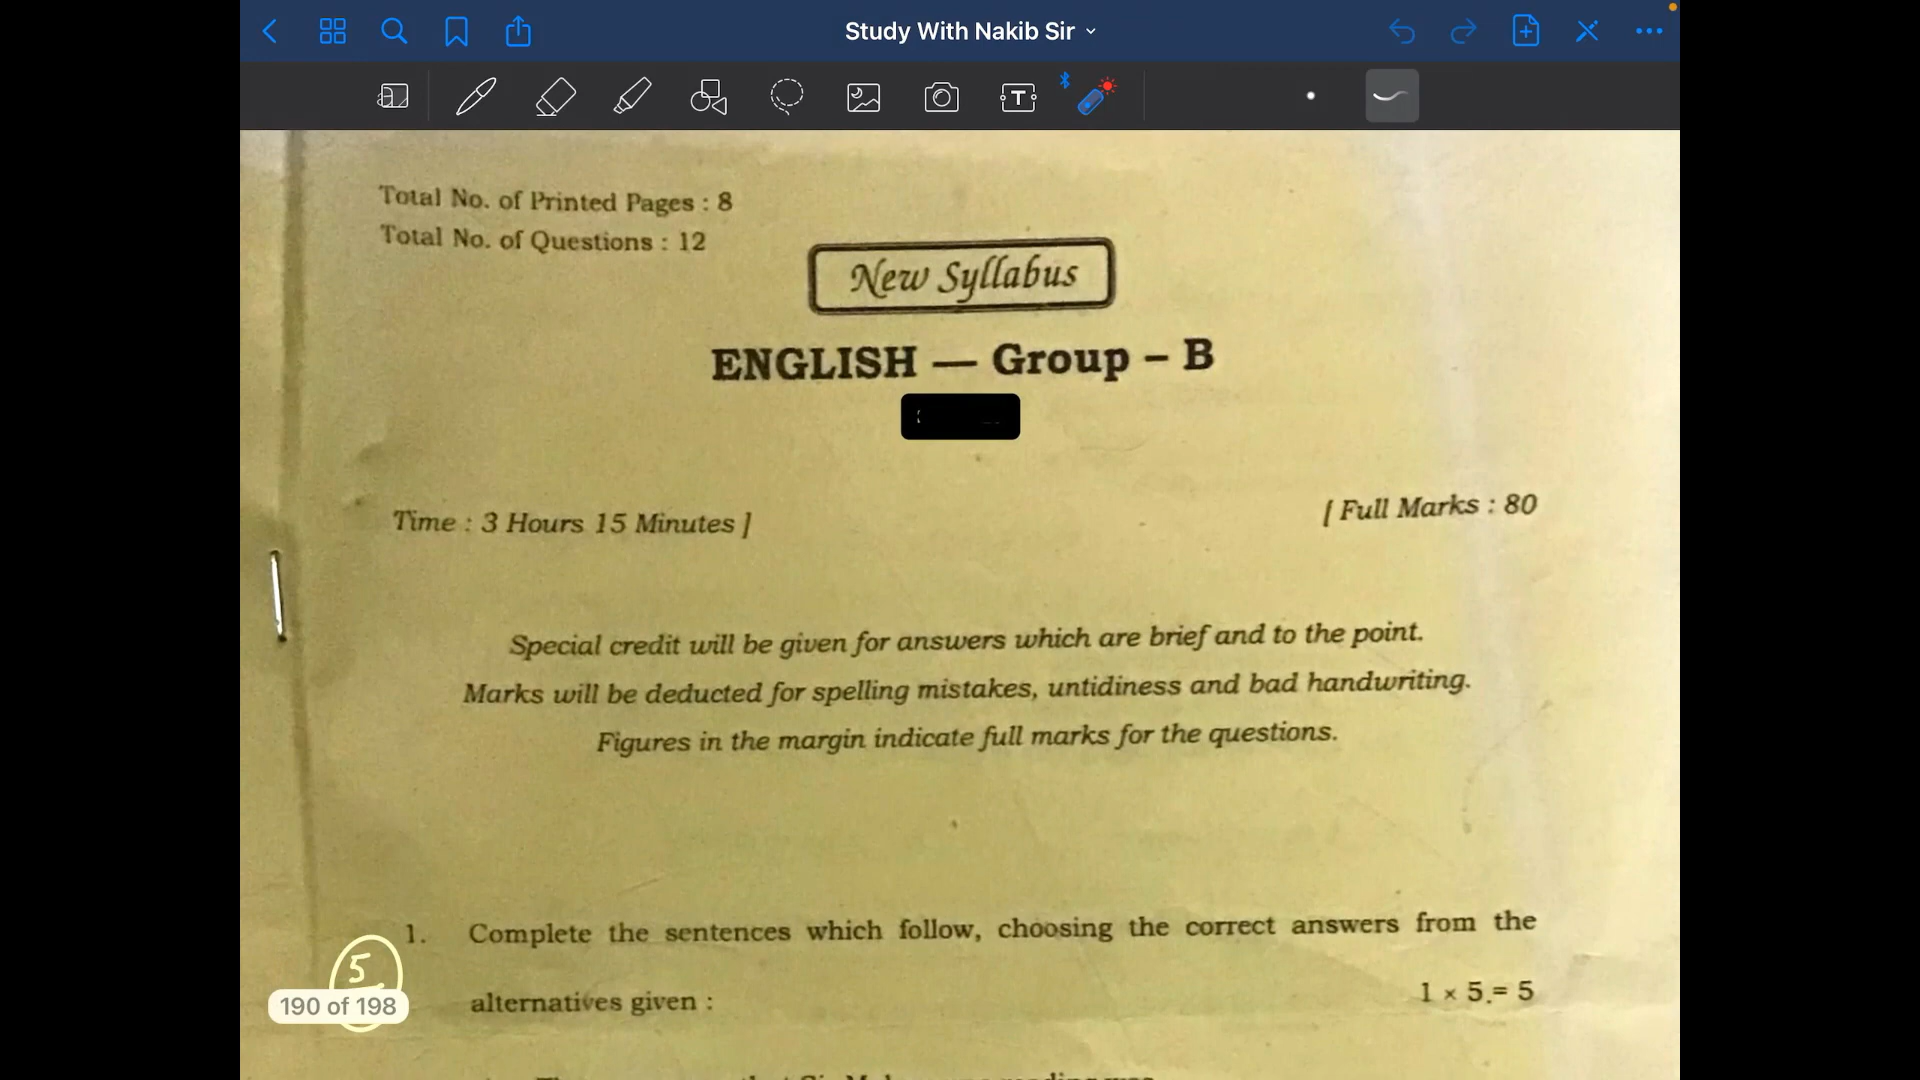 Study With Nakib Sir
Total No. of Printed Pages : 8
Total No. of Questions : 12
New Syllabus
ENGLISH — Group – B
Time : 3 Hours 15 Minutes ]
[ Full Marks : 80
Special credit will be given for answers which are brief and to the point.
Marks will be deducted for spelling mistakes, untidiness and bad handwriting.
Figures in the margin indicate full marks for the questions.
1. Complete the sentences which follow, choosing the correct answers from the
5
alternatives given : 1 × 5 = 5
190 of 198